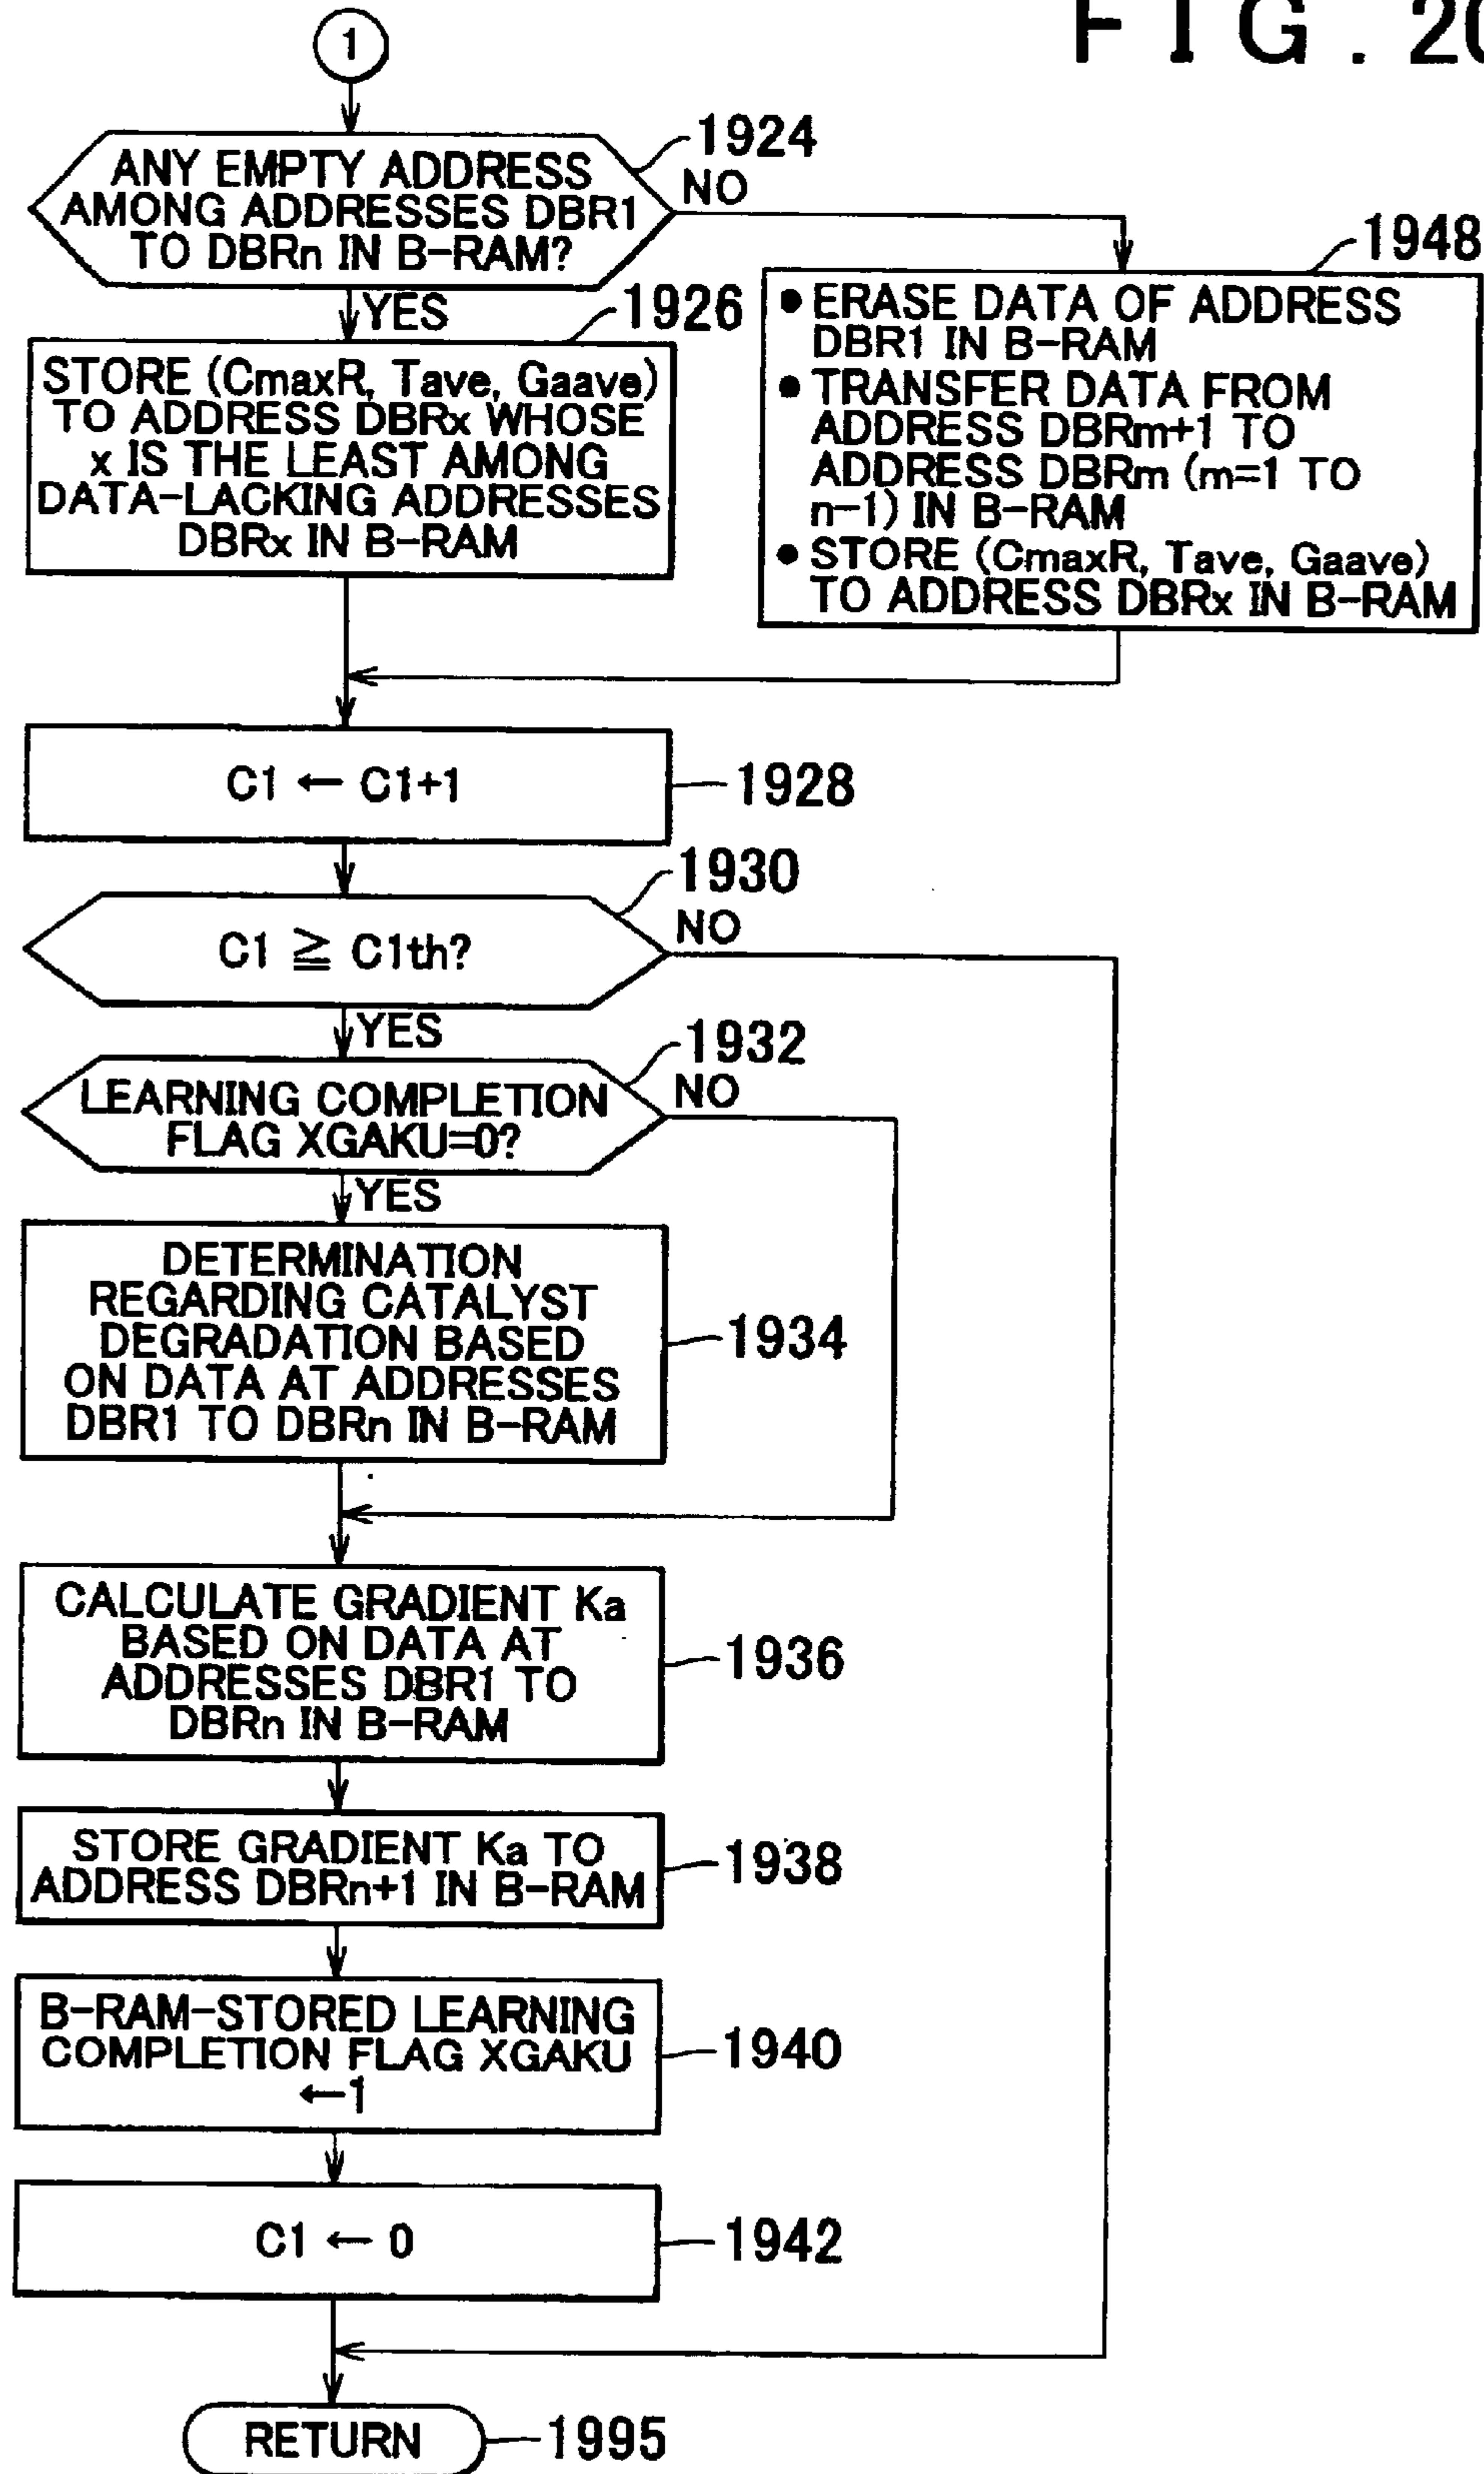 FIG. 20
1
ANY EMPTY ADDRESS
AMONG ADDRESSES DBR1
TO DBRn IN B-RAM?
1924
NO
YES
1926
STORE (CmaxR, Tave, Gaave)
TO ADDRESS DBRx WHOSE
x IS THE LEAST AMONG
DATA-LACKING ADDRESSES
DBRx IN B-RAM
1948
● ERASE DATA OF ADDRESS
DBR1 IN B-RAM
● TRANSFER DATA FROM
ADDRESS DBRm+1 TO
ADDRESS DBRm (m=1 TO
n-1) IN B-RAM
● STORE (CmaxR, Tave, Gaave)
TO ADDRESS DBRx IN B-RAM
C1 ← C1+1
1928
1930
C1 ≧ C1th?
NO
YES
1932
LEARNING COMPLETION
FLAG XGAKU=0?
NO
YES
DETERMINATION
REGARDING CATALYST
DEGRADATION BASED
ON DATA AT ADDRESSES
DBR1 TO DBRn IN B-RAM
1934
CALCULATE GRADIENT Ka
BASED ON DATA AT
ADDRESSES DBR1 TO
DBRn IN B-RAM
1936
STORE GRADIENT Ka TO
ADDRESS DBRn+1 IN B-RAM
1938
B-RAM-STORED LEARNING
COMPLETION FLAG XGAKU
←1
1940
C1 ← 0
1942
RETURN
1995